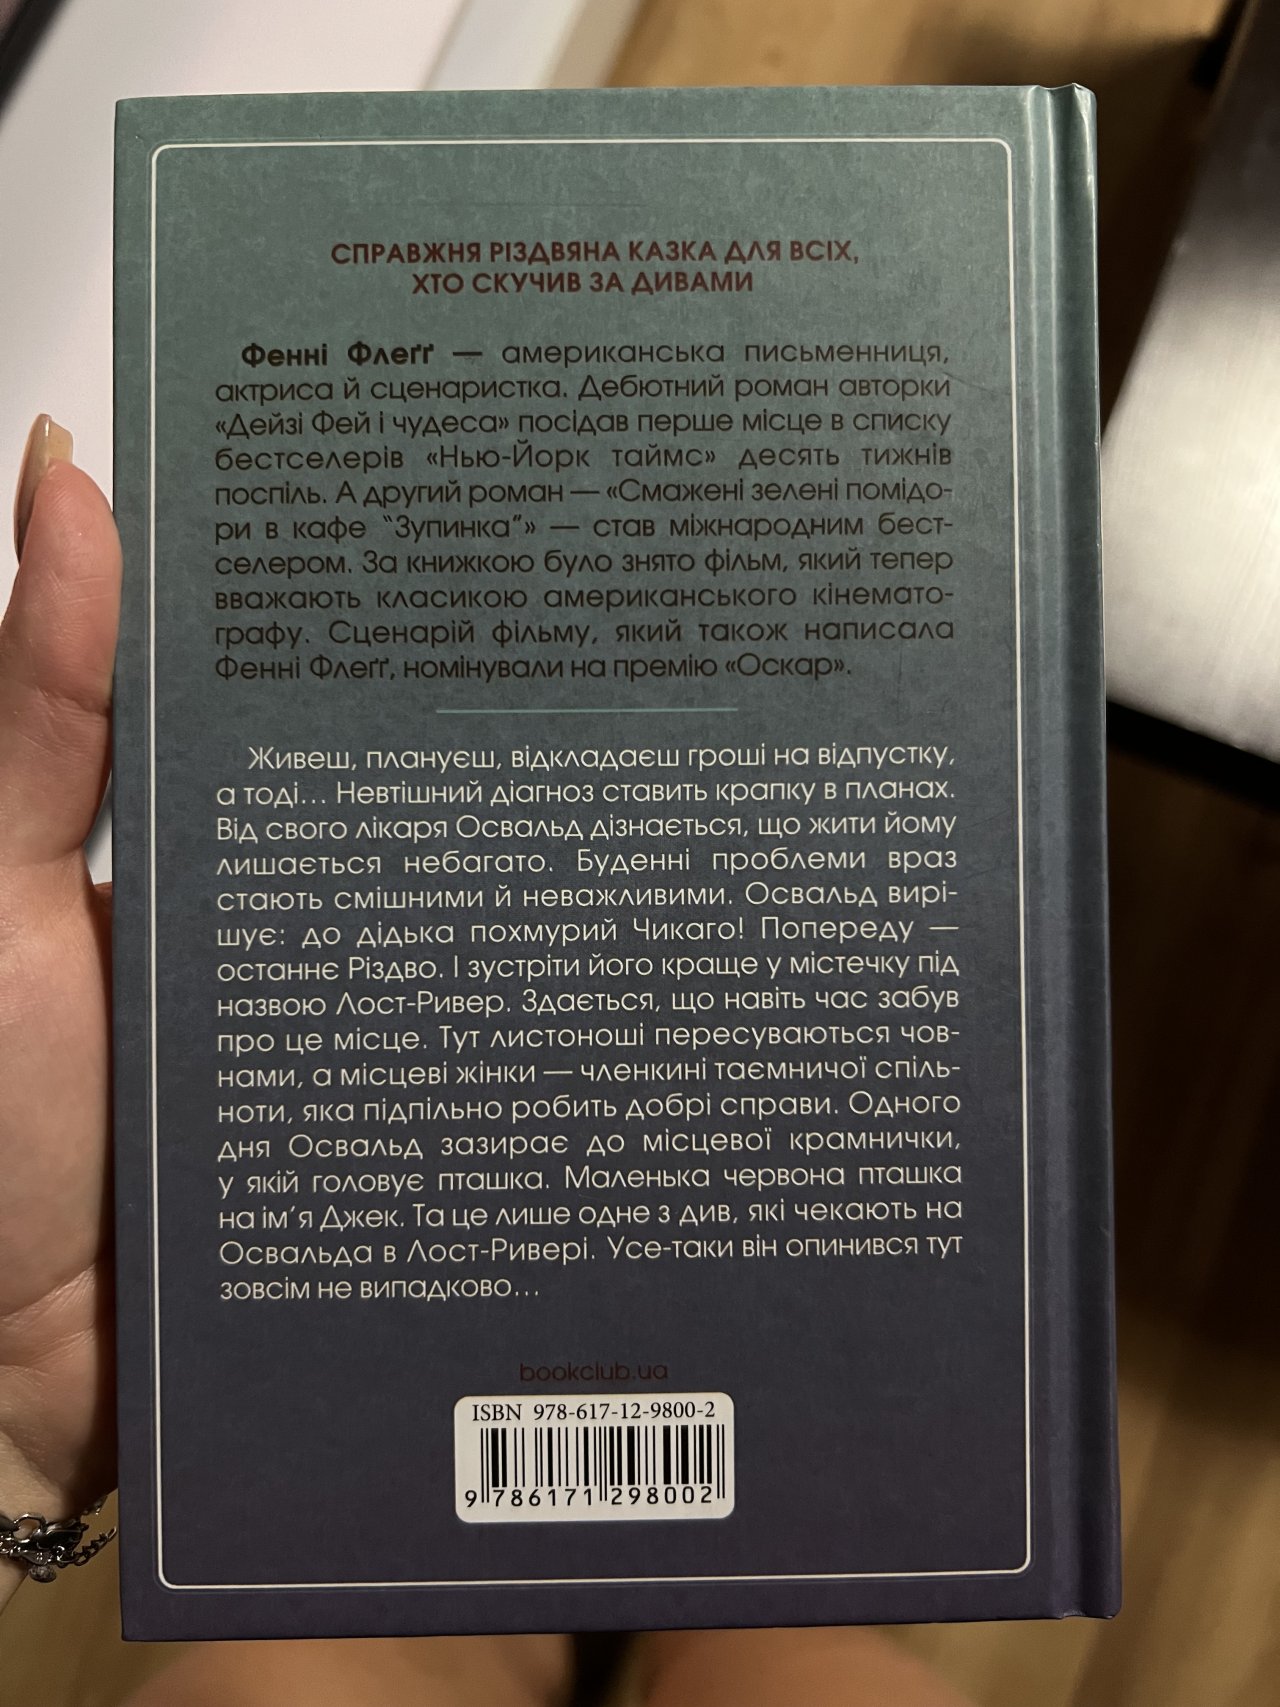 СПРАВЖНЯ РІЗДВЯНА КАЗКА ДЛЯ ВСІХ,
ХТО СКУЧИВ ЗА ДИВАМИ
Фенні Флеґґ — американська письменниця,
актриса й сценаристка. Дебютний роман авторки
«Дейзі Фей і чудеса» посідав перше місце в списку
бестселерів «Нью-Йорк таймс» десять тижнів
поспіль. А другий роман — «Смажені зелені помідо-
ри в кафе “Зупинка”» — став міжнародним бест-
селером. За книжкою було знято фільм, який тепер
вважають класикою американського кінемато-
графу. Сценарій фільму, який також написала
Фенні Флеґґ, номінували на премію «Оскар».
Живеш, плануєш, відкладаєш гроші на відпустку,
а тоді... Невтішний діагноз ставить крапку в планах.
Від свого лікаря Освальд дізнається, що жити йому
лишається небагато. Буденні проблеми враз
стають смішними й неважливими. Освальд вирі-
шує: до дідька похмурий Чикаго! Попереду —
останнє Різдво. І зустріти його краще у містечку під
назвою Лост-Ривер. Здається, що навіть час забув
про це місце. Тут листоноші пересуваються чов-
нами, а місцеві жінки — членкині таємничої спіль-
ноти, яка підпільно робить добрі справи. Одного
дня Освальд зазирає до місцевої крамнички,
у якій головує пташка. Маленька червона пташка
на ім’я Джек. Та це лише одне з див, які чекають на
Освальда в Лост-Ривері. Усе-таки він опинився тут
зовсім не випадково...
bookclub.ua
ISBN 978-617-12-9800-2
9 786171 298002